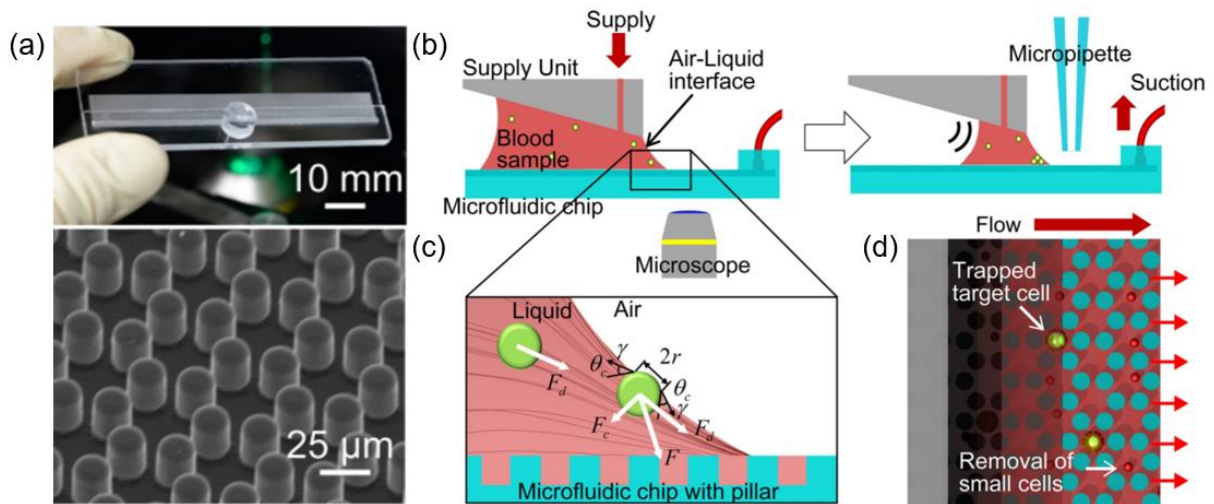 (a)
10 mm
25 µm
(b)
Supply
Supply Unit
Air-Liquid
interface
Blood
sample
Microfluidic chip
Microscope
Micropipette
Suction
(c)
Liquid
Air
θc
γ
2r
θc
γ
Fd
Fc
Fd
F
Microfluidic chip with pillar
Flow
(d)
Trapped
target cell
Removal of
small cells